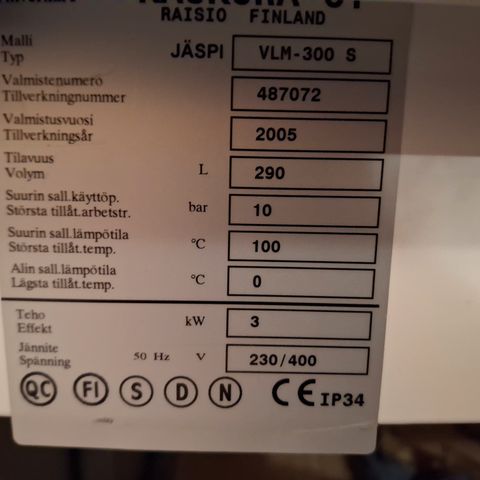 RAISIO FINLAND
Malli
Typ
JÄSPI VLM-300 S
Valmistenumero
Tillverkningnummer
487072
Valmistusvuosi
Tillverkningsår
2005
Tilavuus
Volym
L 290
Suurin sall.käyttöp.
Största tillåt.arbetstr.
bar 10
Suurin sall.lämpötila
Största tillåt.temp.
°C 100
Alin sall.lämpötila
Lägsta tillåt.temp.
°C 0
Teho
Effekt
kW 3
Jännite
Spänning
50 Hz V 230/400
QC FI S D N CE IP34